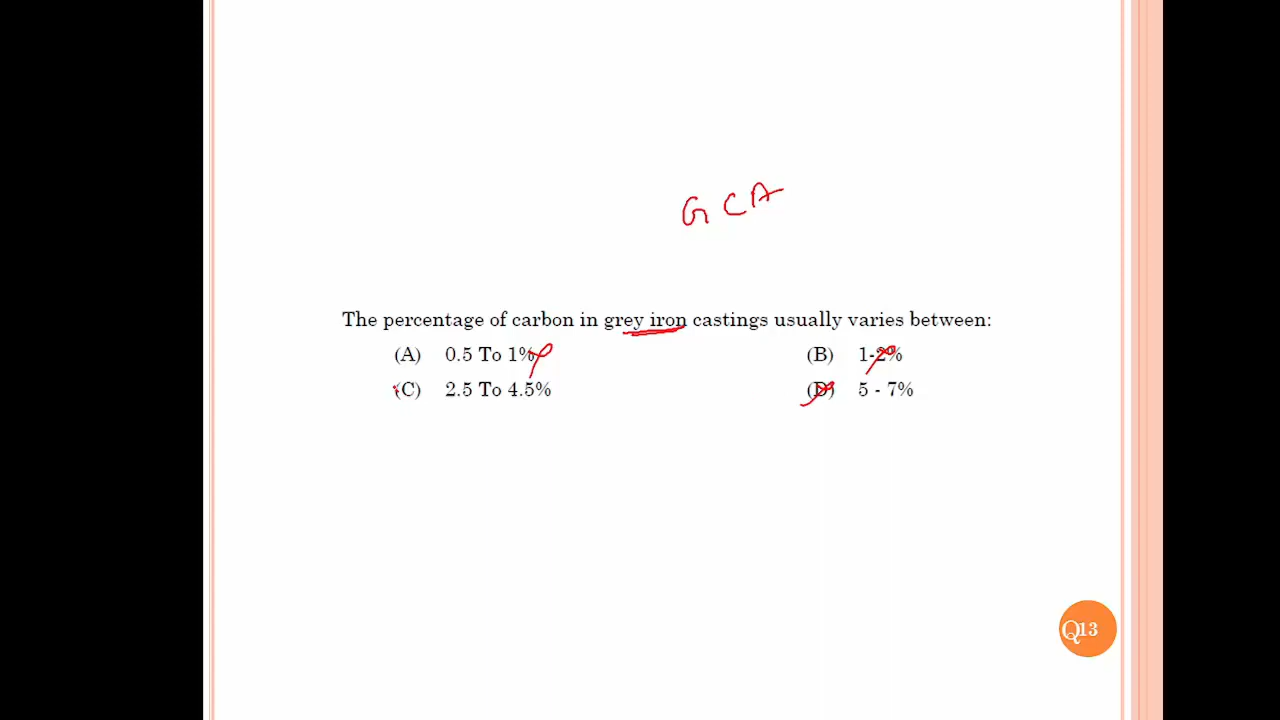 G C A
The percentage of carbon in grey iron castings usually varies between:
(A) 0.5 To 1% (B) 1-2%
(C) 2.5 To 4.5% (D) 5 - 7%
Q13